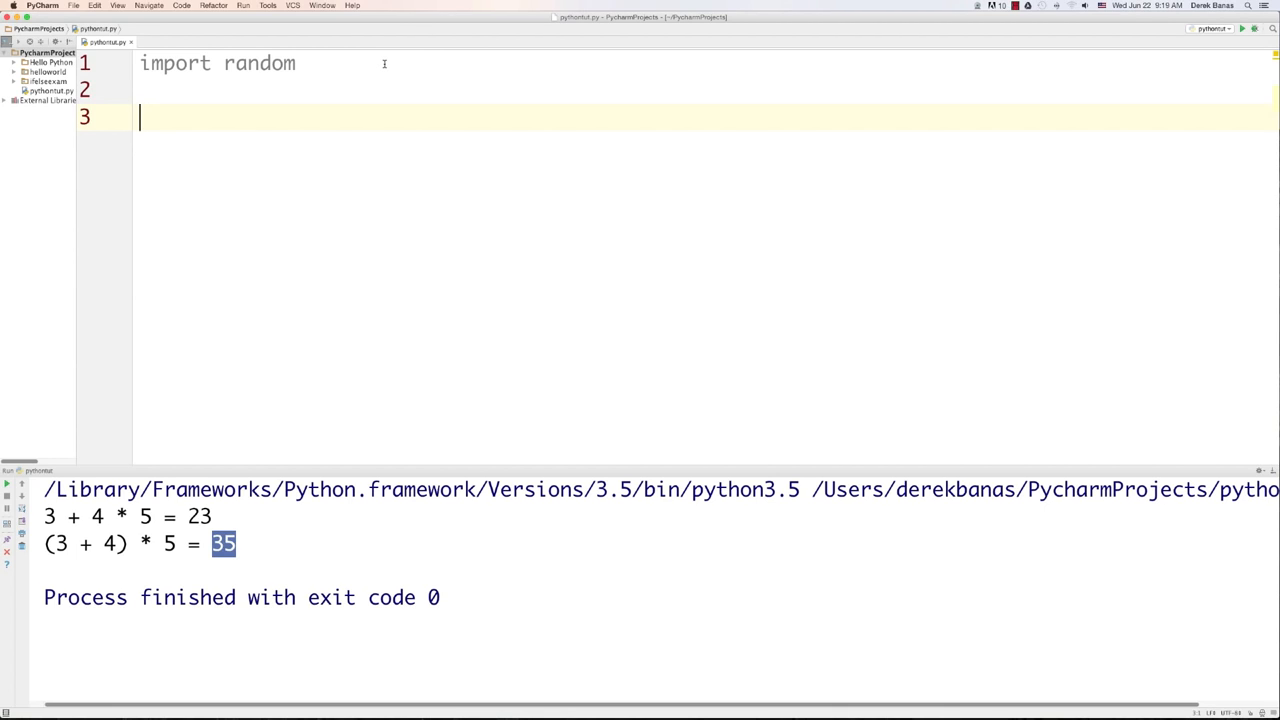 PyCharm File Edit View Navigate Code Refactor Run Tools VCS Window Help 10 Wed Jun 22 9:19 AM Derek Banas
pythontut.py - PycharmProjects - [~/PycharmProjects]
PycharmProjects pythontut.py pythontut
pythontut.py
PycharmProject
Hello Python
helloworld
ifelseexam
pythontut.py
External Librarie
1 import random
2
3
Run pythontut
/Library/Frameworks/Python.framework/Versions/3.5/bin/python3.5 /Users/derekbanas/PycharmProjects/pytho
3 + 4 * 5 = 23
(3 + 4) * 5 = 35
Process finished with exit code 0
3:1 LF÷ UTF-8÷